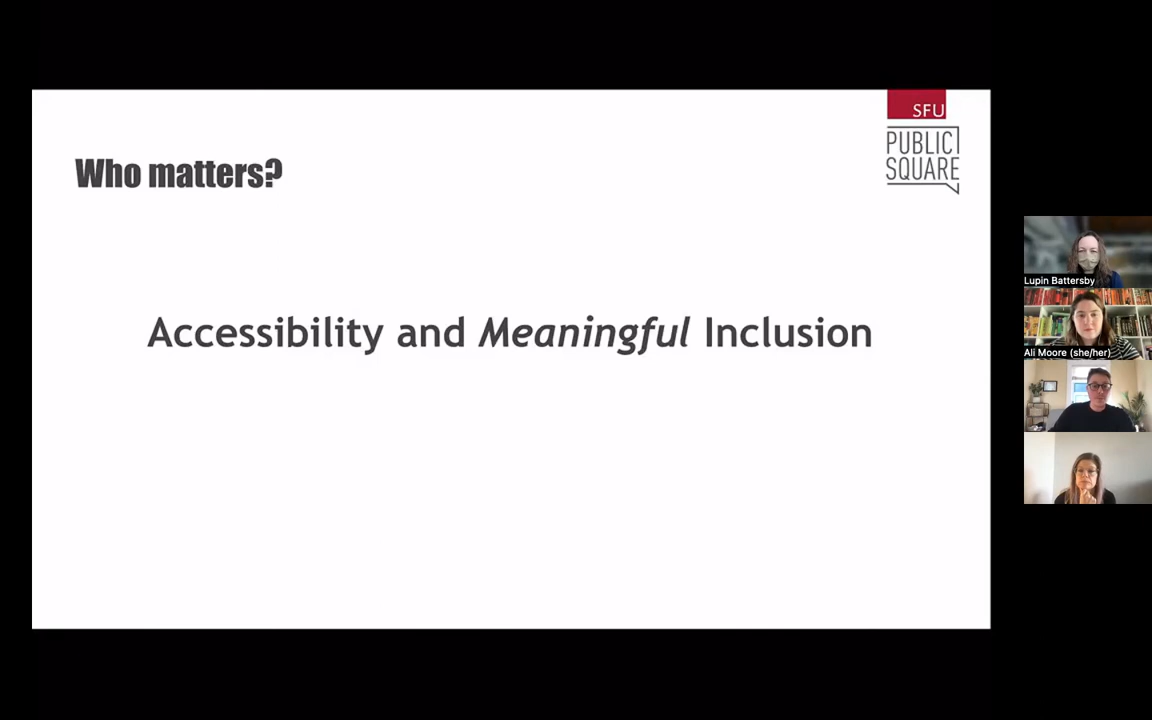 SFU
PUBLIC
SQUARE
Who matters?
Accessibility and Meaningful Inclusion
Lupin Battersby
Ali Moore (she/her)